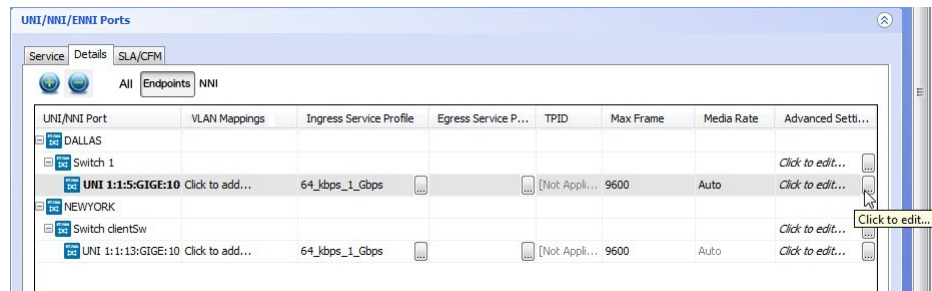 UNI/NNI/ENNI Ports
Service Details SLA/CFM
All Endpoints NNI
UNI/NNI Port VLAN Mappings Ingress Service Profile Egress Service P... TPID Max Frame Media Rate Advanced Setti...
DALLAS
Switch 1 Click to edit... ...
UNI 1:1:5:GIGE:10 Click to add... 64_kbps_1_Gbps ... ... [Not Appli... 9600 Auto Click to edit... ...
NEWYORK
Click to edit...
Switch clientSw Click to edit... ...
UNI 1:1:13:GIGE:10 Click to add... 64_kbps_1_Gbps ... ... [Not Appli... 9600 Auto Click to edit... ...